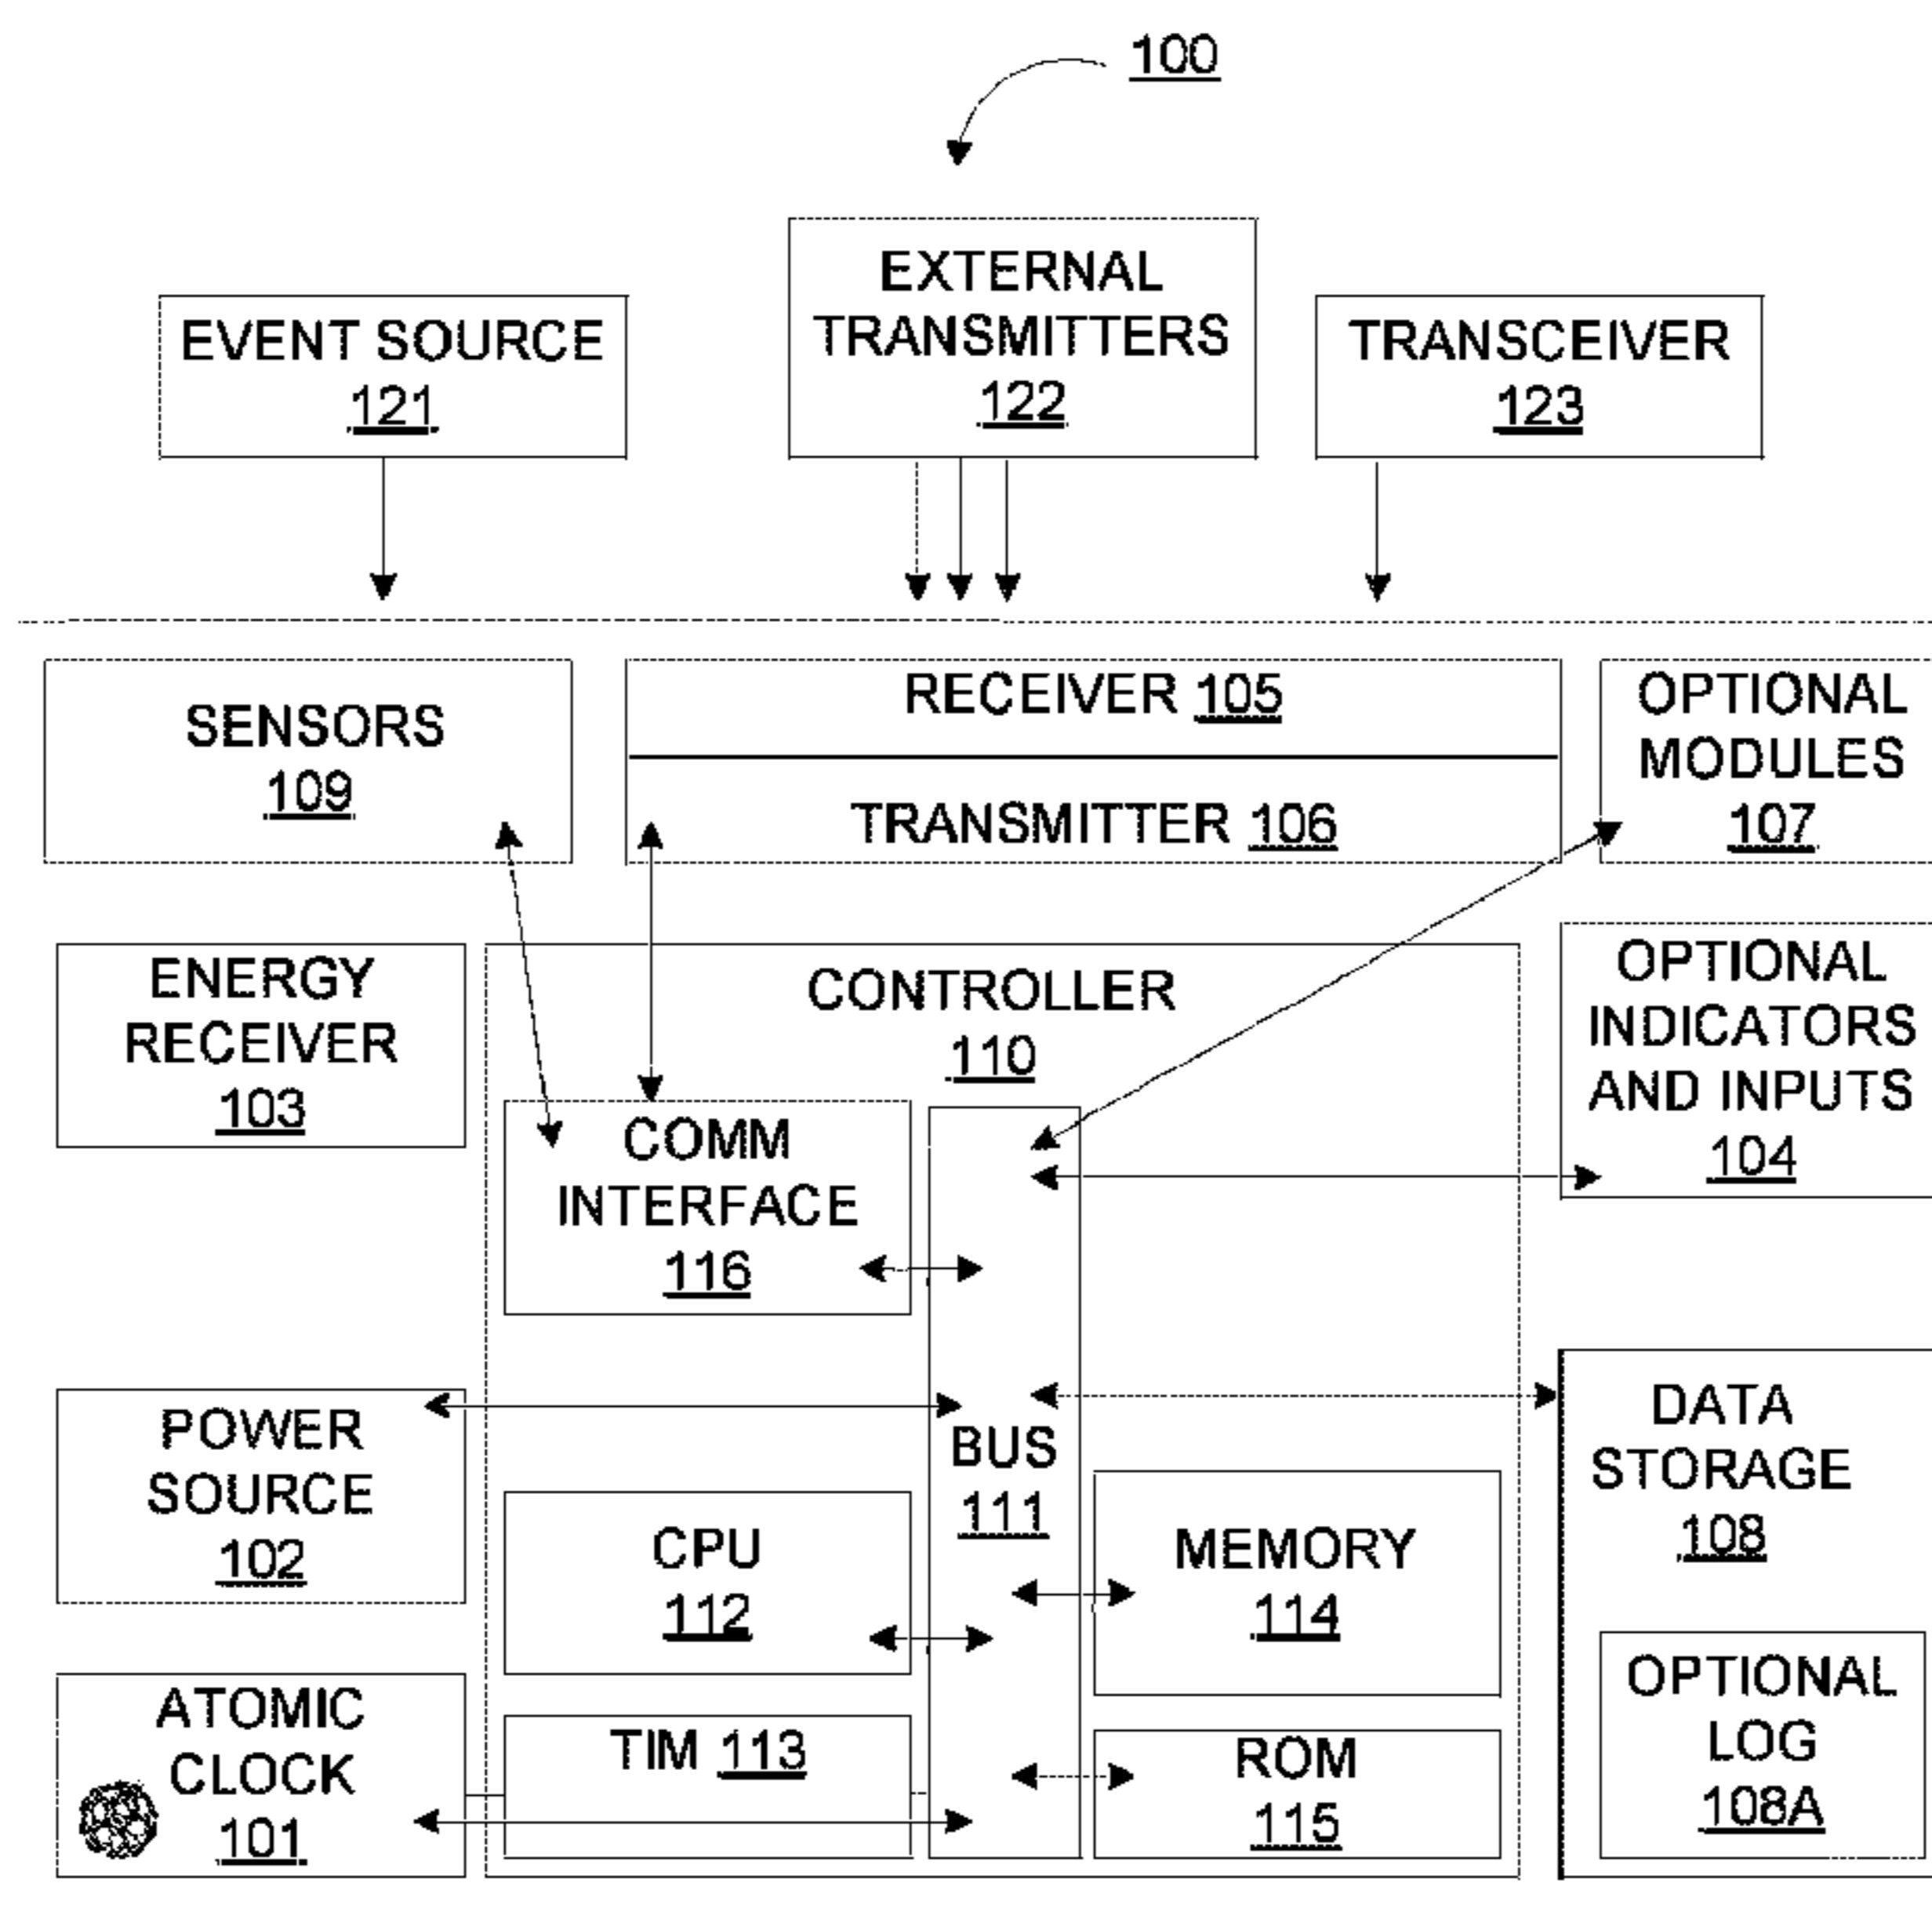 100
EXTERNAL
TRANSMITTERS
122
EVENT SOURCE
121
TRANSCEIVER
123
SENSORS
109
RECEIVER 105
TRANSMITTER 106
OPTIONAL
MODULES
107
ENERGY
RECEIVER
103
CONTROLLER
110
OPTIONAL
INDICATORS
AND INPUTS
104
COMM
INTERFACE
116
POWER
SOURCE
102
BUS
111
DATA
STORAGE
108
CPU
112
MEMORY
114
ATOMIC
CLOCK
101
TIM 113
ROM
115
OPTIONAL
LOG
108A